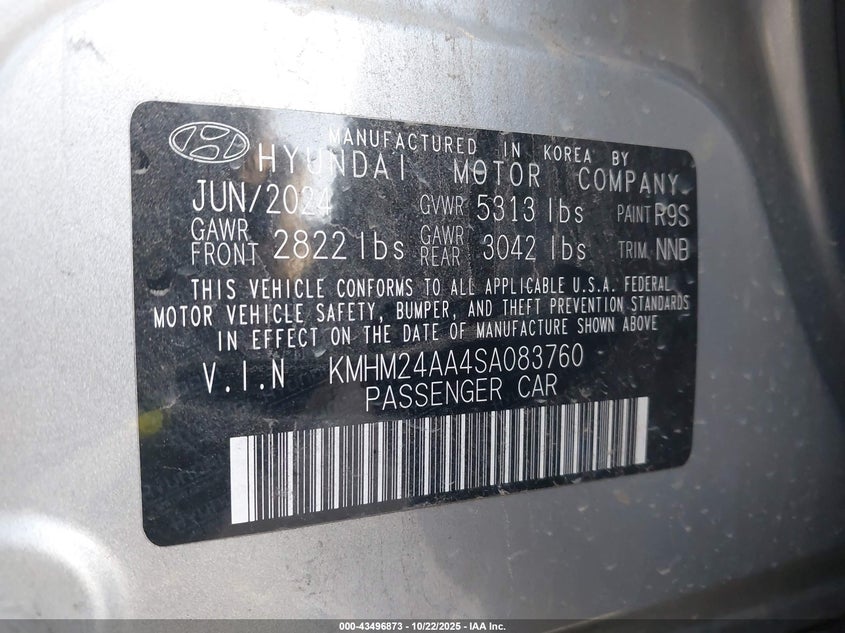 MANUFACTURED IN KOREA BY
HYUNDAI MOTOR COMPANY
JUN/2024 GVWR 5313 lbs PAINT R9S
GAWR FRONT 2822 lbs GAWR REAR 3042 lbs TRIM NNB
THIS VEHICLE CONFORMS TO ALL APPLICABLE U.S.A. FEDERAL
MOTOR VEHICLE SAFETY, BUMPER, AND THEFT PREVENTION STANDARDS
IN EFFECT ON THE DATE OF MANUFACTURE SHOWN ABOVE
V.I.N KMHM24AA4SA083760
PASSENGER CAR
000-43496873 - 10/22/2025 - IAA Inc.